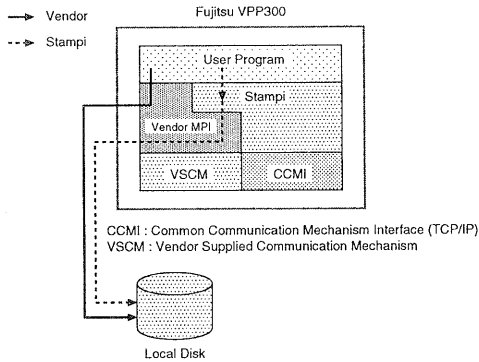 Fujitsu VPP300
Vendor
Stampi
User Program
Stampi
Vendor MPI
VSCM
CCMI
CCMI : Common Communication Mechanism Interface (TCP/IP)
VSCM : Vendor Supplied Communication Mechanism
Local Disk